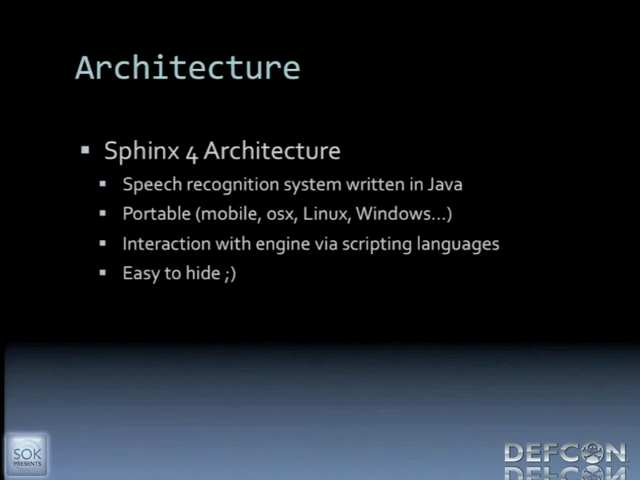 Architecture
Sphinx 4 Architecture
Speech recognition system written in Java
Portable (mobile, osx, Linux, Windows...)
Interaction with engine via scripting languages
Easy to hide ;)
SOK
PRESENTS
DEFCON